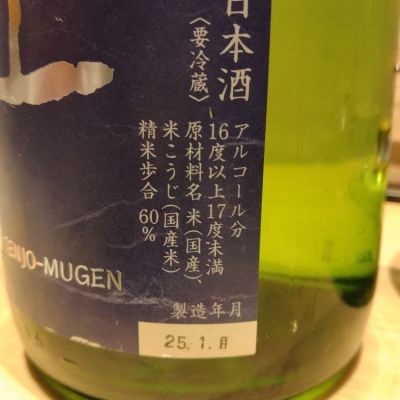 日本酒
〈要冷蔵〉
アルコール分
16度以上17度未満
原材料名 米(国産)、
米こうじ(国産米)
精米歩合 60%
TENJO-MUGEN
製造年月
25.1.月